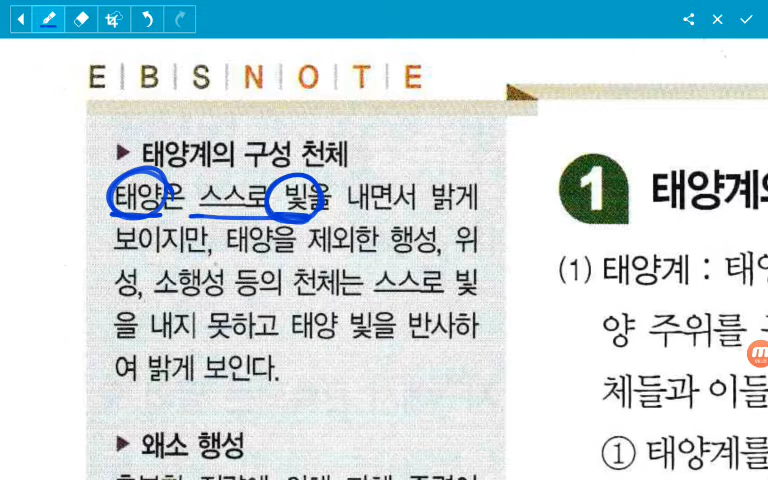 EBSNOTE
▶ 태양계의 구성 천체
태양은 스스로 빛을 내면서 밝게
보이지만, 태양을 제외한 행성, 위
성, 소행성 등의 천체는 스스로 빛
을 내지 못하고 태양 빛을 반사하
여 밝게 보인다.
▶ 왜소 행성
1 태양계의
(1) 태양계 : 태양
양 주위를
체들과 이들
① 태양계를